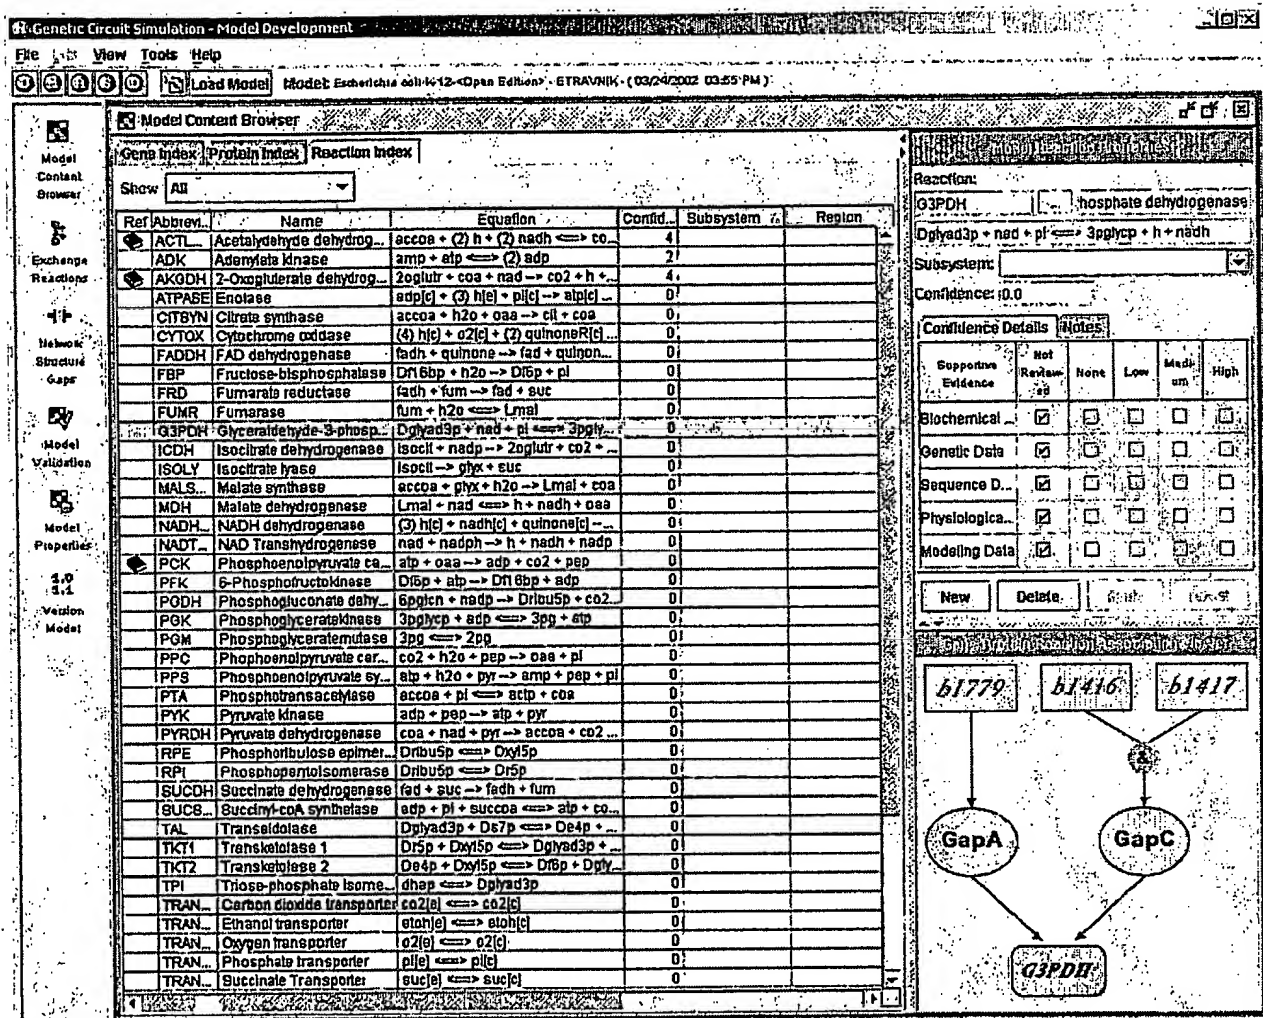 Genetic Circuit Simulation - Model Development
File View Tools Help
Load Model Model: Escherichia coli K-12-<Open Edition> - GTRAVNIK - (03/24/2002 03:55 PM)
Model Content Browser
Exchange Reactions
Network Structure Gaps
Model Validation
Model Properties
1.0
1.1
Version Model
Model Content Browser
Gene Index Protein Index Reaction Index
Show All
Ref Abbrev... Name Equation Confid... Subsystem Region
ACTL... Acetalydehyde dehydrog... accoa + (2) h + (2) nadh <==> co... 4
ADK Adenylate kinase amp + atp <==> (2) adp 2
AKGDH 2-Oxoglulerate dehydrog... 2oglutr + coa + nad --> co2 + h +... 4
ATPASE Enolase adp[c] + (3) h[e] + pi[c] --> atp[c] ... 0
CITSYN Citrate synthase accoa + h2o + oaa --> cit + coa 0
CYTOX Cytochrome oxidase (4) h[c] + o2[c] + (2) quinoneR[c] ... 0
FADDH FAD dehydrogenase fadh + quinone --> fad + quinon... 0
FBP Fructose-bisphosphatase Df16bp + h2o --> Df6p + pi 0
FRD Fumarate reductase fadh + fum --> fad + suc 0
FUMR Fumarase fum + h2o <==> Lmal 0
G3PDH Glyceraldehyde-3-phosp... Dglyad3p + nad + pi <==> 3pgly... 0
ICDH Isocitrate dehydrogenase isocit + nadp --> 2oglutr + co2 + ... 0
ISOLY Isocitrate lyase isocit --> glyx + suc 0
MALS... Malate synthase accoa + glyx + h2o --> Lmal + coa 0
MDH Malate dehydrogenase Lmal + nad <==> h + nadh + oaa 0
NADH... NADH dehydrogenase (3) h[c] + nadh[c] + quinone[c] --... 0
NADT... NAD Transhydrogenase nad + nadph --> h + nadh + nadp 0
PCK Phosphoenolpyruvate ca... atp + oaa --> adp + co2 + pep 0
PFK 6-Phosphofructokinase Df6p + atp --> Df16bp + adp 0
PGDH Phosphogluconate dehy... 6pglcn + nadp --> Dribu5p + co2... 0
PGK Phosphoglyceratekinase 3pglycp + adp <==> 3pg + atp 0
PGM Phosphoglyceratemutase 3pg <==> 2pg 0
PPC Phophoenolpyruvate car... co2 + h2o + pep --> oaa + pi 0
PPS Phosphoenolpyruvate sy... atp + h2o + pyr --> amp + pep + pi 0
PTA Phosphotransacetylase accoa + pi <==> actp + coa 0
PYK Pyruvate kinase adp + pep --> atp + pyr 0
PYRDH Pyruvate dehydrogenase coa + nad + pyr --> accoa + co2 ... 0
RPE Phosphoribulose epimer... Dribu5p <==> Dxyl5p 0
RPI Phosphopentoisomerase Dribu5p <==> Dr5p 0
SUCDH Succinate dehydrogenase fad + suc --> fadh + fum 0
SUCS... Succinyl-coA synthetase adp + pi + succoa <==> atp + co... 0
TAL Transaldolase Dglyad3p + Ds7p <==> De4p + ... 0
TKT1 Transketolase 1 Dr5p + Dxyl5p <==> Dglyad3p + ... 0
TKT2 Transketolase 2 De4p + Dxyl5p <==> Df6p + Dgly... 0
TPI Triose-phosphate Isome... dhap <==> Dglyad3p 0
TRAN... Carbon dioxide transporter co2[e] <==> co2[c] 0
TRAN... Ethanol transporter etoh[e] <==> etoh[c] 0
TRAN... Oxygen transporter o2[e] <==> o2[c] 0
TRAN... Phosphate transporter pi[e] <==> pi[c] 0
TRAN... Succinate Transporter suc[e] <==> suc[c] 0
Reaction:
G3PDH ... hosphate dehydrogenase
Dglyad3p + nad + pi <==> 3pglycp + h + nadh
Subsystem:
Confidence: 0.0
Confidence Details Notes
Supportive Evidence Not Reviewed None Low Medium High
Biochemical ...
Genetic Data
Sequence D...
Physiologica...
Modeling Data
New Delete
b1779 b1416 b1417
&
GapA GapC
G3PDH